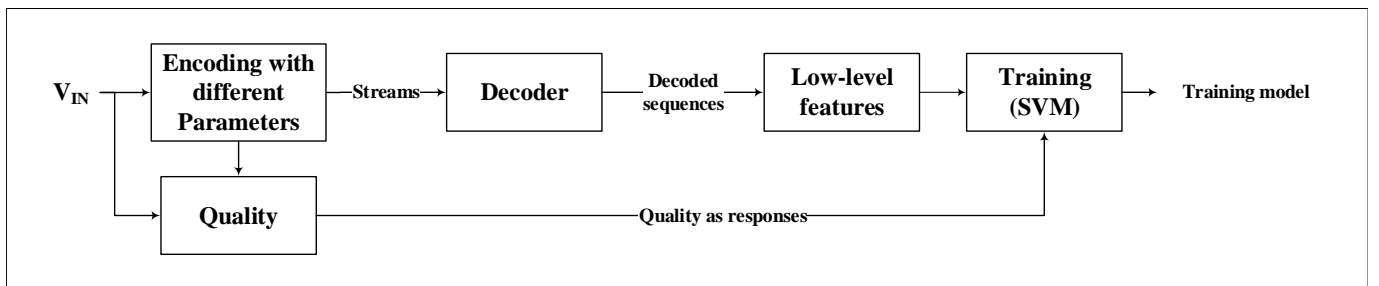 V_IN
Encoding with
different
Parameters
Streams
Decoder
Decoded
sequences
Low-level
features
Training
(SVM)
Training model
Quality
Quality as responses